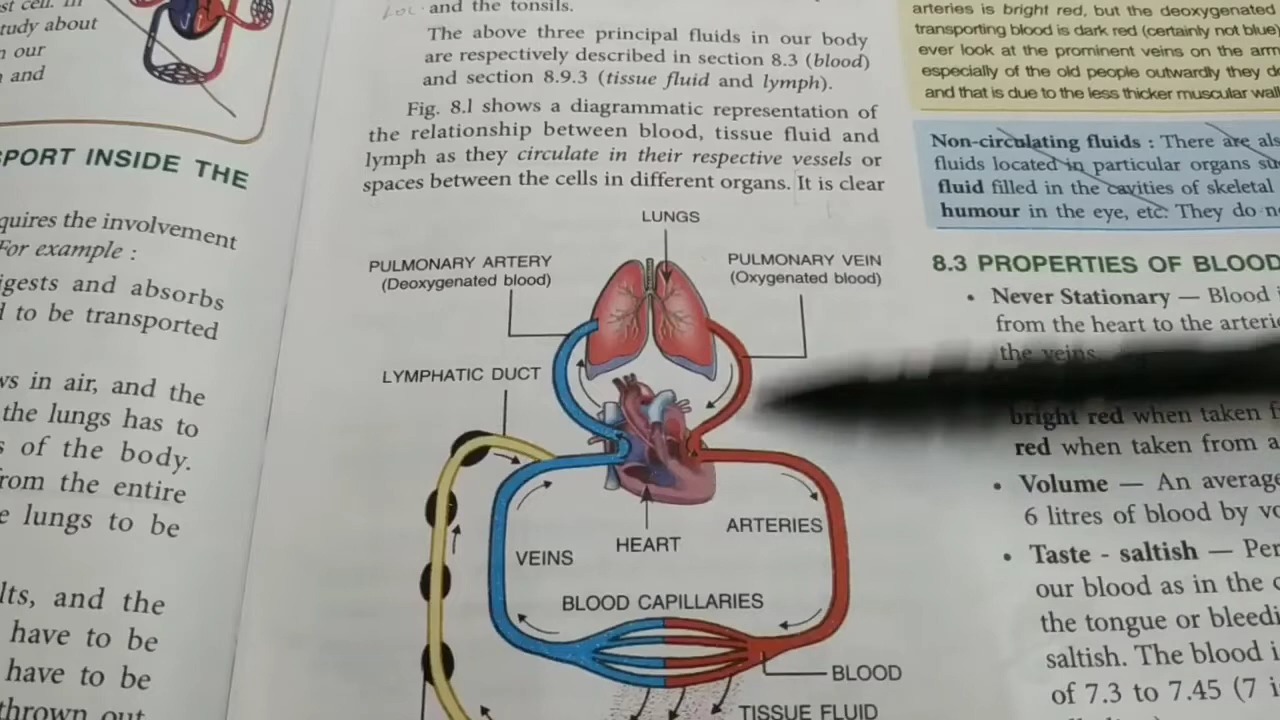 st cell. In
tudy about
n our
and
PORT INSIDE THE
quires the involvement
For example :
igests and absorbs
to be transported
ws in air, and the
the lungs has to
s of the body.
rom the entire
e lungs to be
lts, and the
have to be
have to be
thrown out
and the tonsils.
The above three principal fluids in our body
are respectively described in section 8.3 (blood)
and section 8.9.3 (tissue fluid and lymph).
Fig. 8.1 shows a diagrammatic representation of
the relationship between blood, tissue fluid and
lymph as they circulate in their respective vessels or
spaces between the cells in different organs. It is clear
LUNGS
PULMONARY ARTERY
(Deoxygenated blood)
PULMONARY VEIN
(Oxygenated blood)
LYMPHATIC DUCT
ARTERIES
HEART
VEINS
BLOOD CAPILLARIES
BLOOD
TISSUE FLUID
arteries is bright red, but the deoxygenated
transporting blood is dark red (certainly not blue)
ever look at the prominent veins on the arm
especially of the old people outwardly they
and that is due to the less thicker muscular wall
Non-circulating fluids : There are als
fluids located in particular organs su
fluid filled in the cavities of skeletal
humour in the eye, etc. They do n
8.3 PROPERTIES OF BLOOD
• Never Stationary — Blood i
from the heart to the arterie
the veins
bright red when taken f
red when taken from a
• Volume — An average
6 litres of blood by vo
• Taste - saltish — Per
our blood as in the c
the tongue or bleedi
saltish. The blood i
of 7.3 to 7.45 (7 i